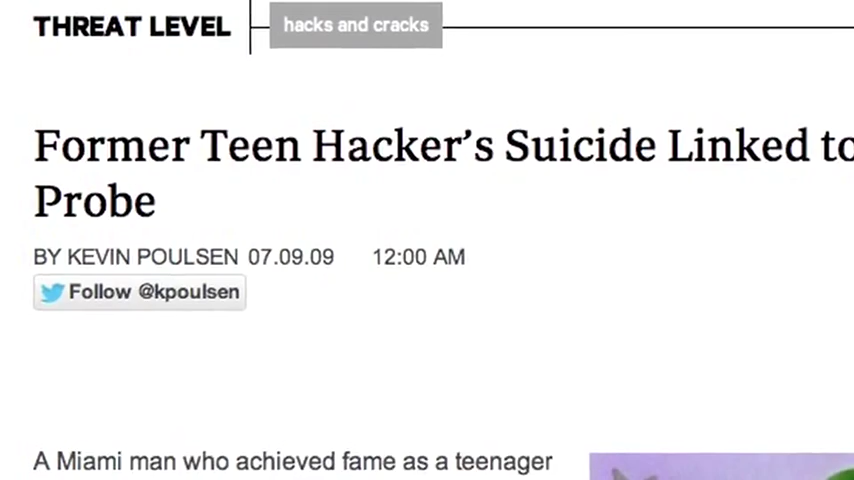 THREAT LEVEL
hacks and cracks
Former Teen Hacker's Suicide Linked to
Probe
BY KEVIN POULSEN 07.09.09 12:00 AM
Follow @kpoulsen
A Miami man who achieved fame as a teenager